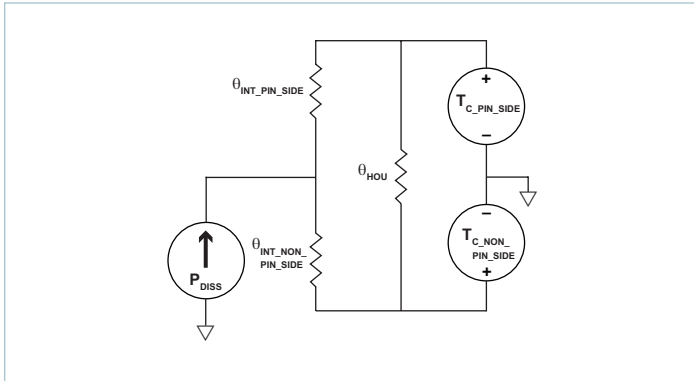 θINT_PIN_SIDE
+
TC_PIN_SIDE
–
θHOU
–
TC_NON_
PIN_SIDE
+
θINT_NON_
PIN_SIDE
PDISS